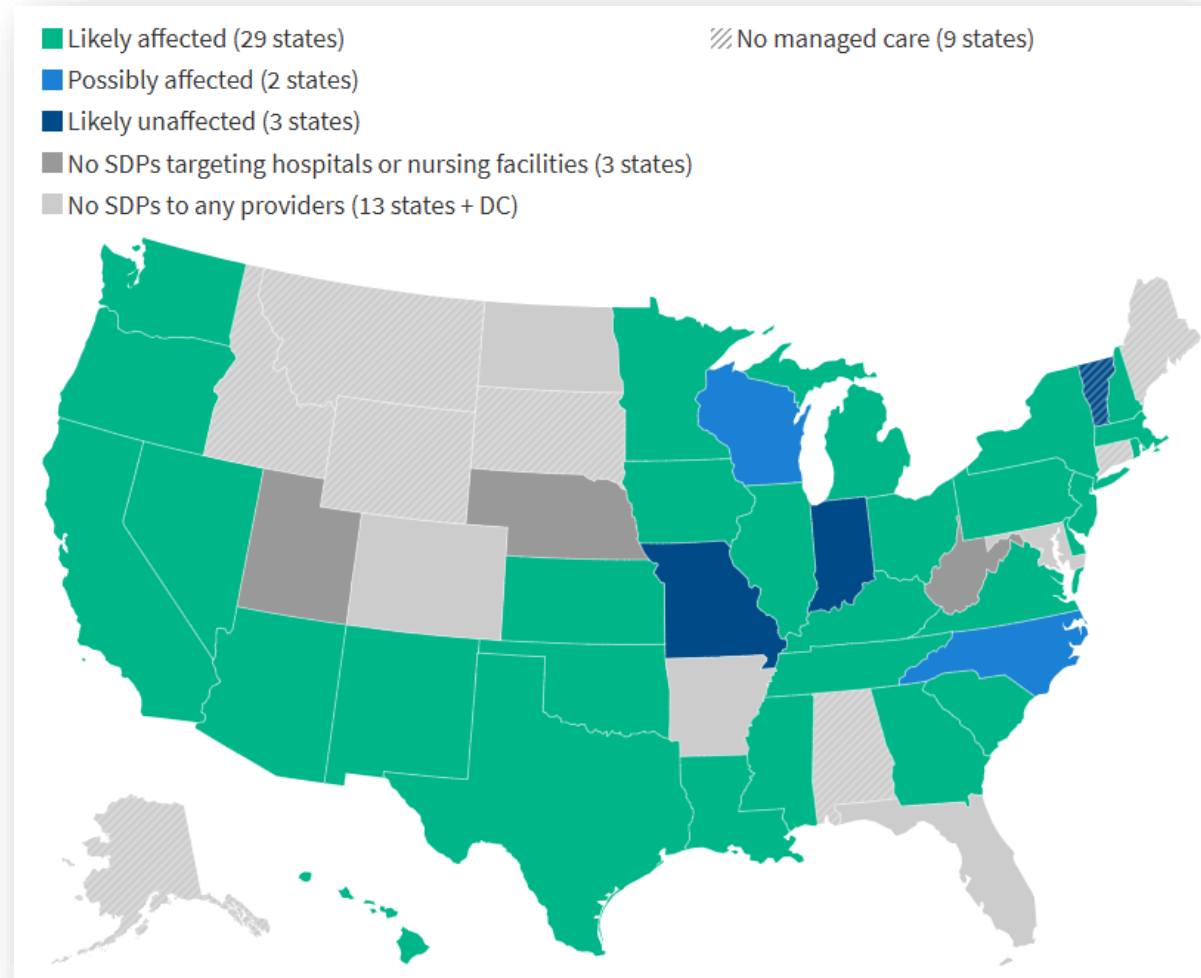 Likely affected (29 states)
No managed care (9 states)
Possibly affected (2 states)
Likely unaffected (3 states)
No SDPs targeting hospitals or nursing facilities (3 states)
No SDPs to any providers (13 states + DC)